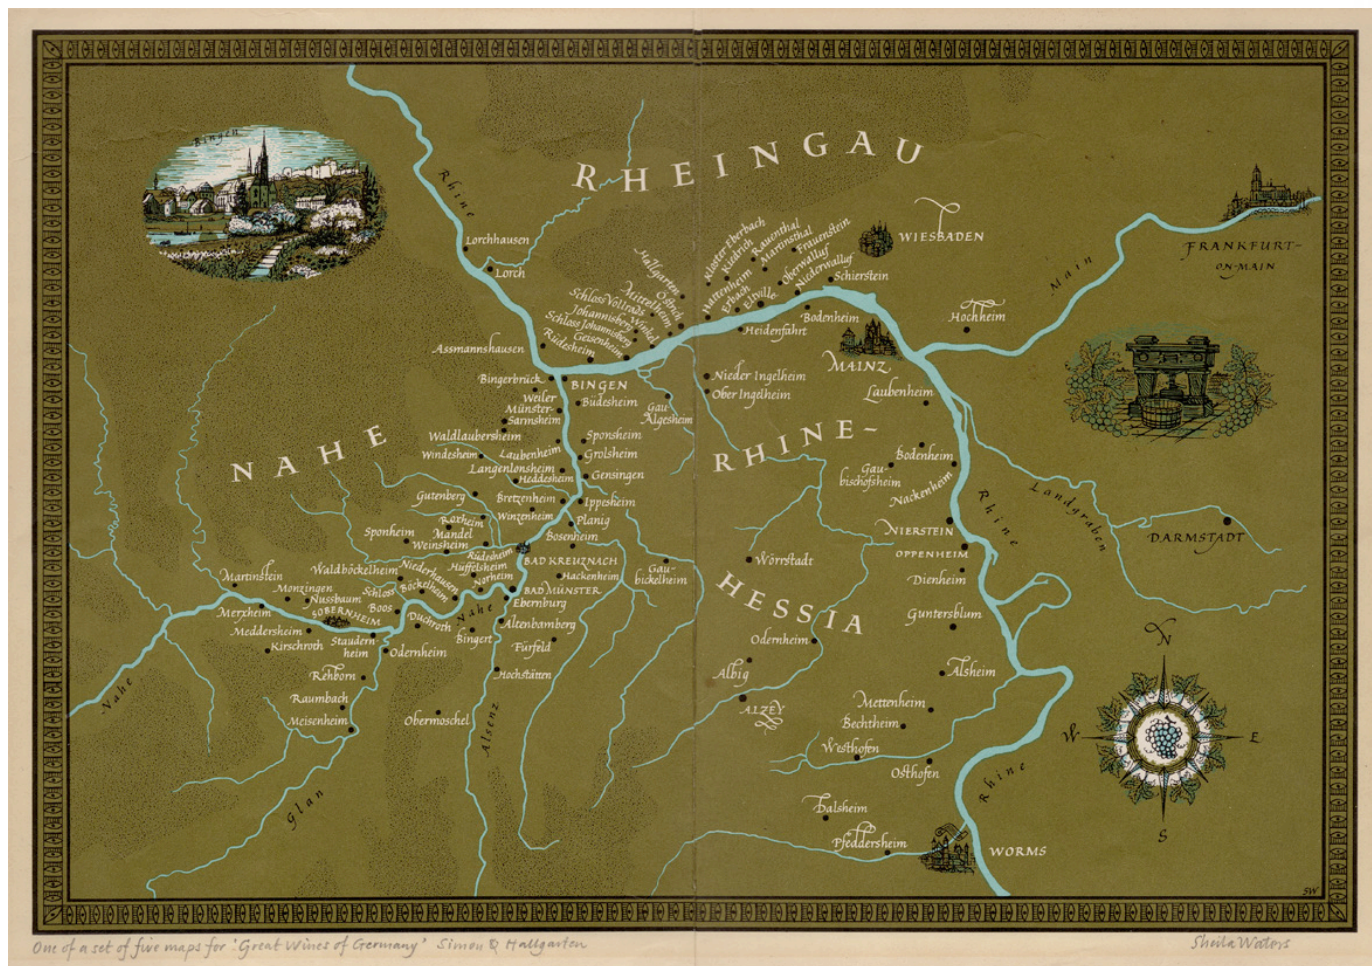 Bingen
RHEINGAU
Rhine
Lorchhausen
Lorch
Kloster Eberbach
Kiedrich
Rauenthal
Martinsthal
Frauenstein
Oberwalluf
Niederwalluf
Schierstein
WIESBADEN
FRANKFURT-
ON-MAIN
Main
Hallgarten
Hattenheim
Erbach
Eltville
Östrich
Mittelheim
Schloss Vollrads
Winkel
Johannisberg
Schloss Johannisberg
Geisenheim
Rüdesheim
Assmannshausen
Heidenfahrt
Bodenheim
Hochheim
MAINZ
Bingerbrück
BINGEN
Weiler
Büdesheim
Münster-
Sarmsheim
Nieder Ingelheim
Ober Ingelheim
Gau-
Algesheim
Laubenheim
NAHE
RHINE-
HESSIA
Waldlaubersheim
Windesheim
Laubenheim
Langenlonsheim
Heddesheim
Sponsheim
Grolsheim
Gensingen
Bodenheim
Gau-
bischofsheim
Nackenheim
Rhine
Landgraben
DARMSTADT
Gutenberg
Bretzenheim
Winzenheim
Ippesheim
Planig
Bosenheim
Roxheim
Mandel
Weinsheim
Sponheim
Rüdesheim
Hüffelsheim
Norheim
BAD KREUZNACH
Hackenheim
BAD MÜNSTER
Ebernburg
Altenbamberg
NIERSTEIN
OPPENHEIM
Dienheim
Guntersblum
Wörrstadt
Gau-
bickelheim
Martinstein
Monzingen
Nussbaum
Waldböckelheim
Schloss
Böckelheim
Niederhausen
Merxheim
SOBERNHEIM
Boos
Meddersheim
Kirschroth
Staudern-
heim
Duchroth
Nahe
Bingert
Odernheim
Fürfeld
Hochstätten
Rehborn
Raumbach
Meisenheim
Obermoschel
Nahe
Alsenz
Glan
Odernheim
Albig
ALZEY
Alsheim
Mettenheim
Bechtheim
Westhofen
Osthofen
Dalsheim
Pfeddersheim
WORMS
Rhine
N
W
E
S
SW
One of a set of five maps for 'Great Wines of Germany' Simon & Hallgarten
Sheila Waters